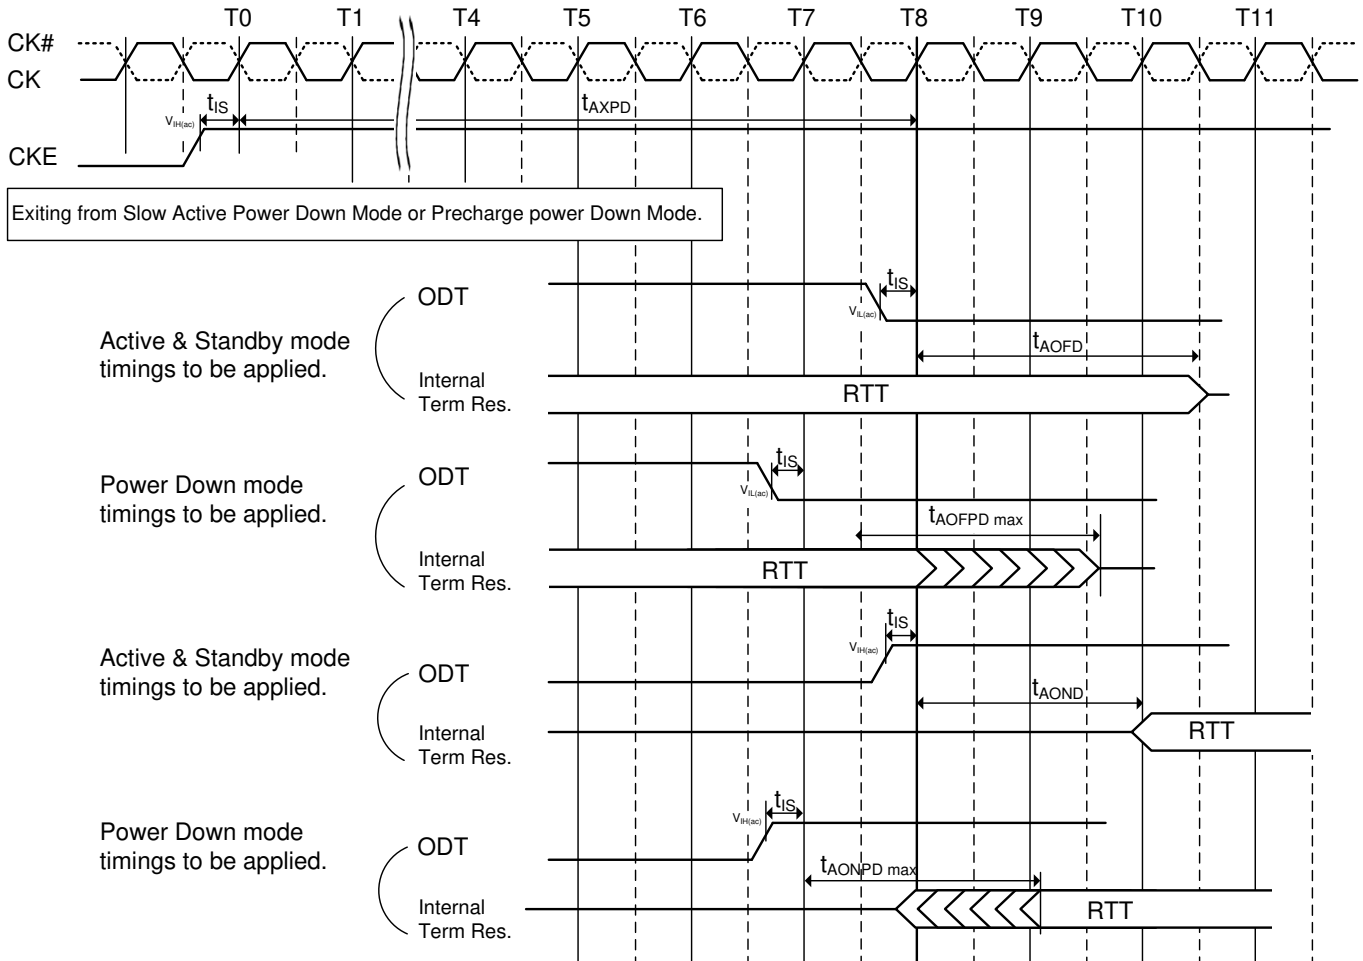 T0 T1 T4 T5 T6 T7 T8 T9 T10 T11
CK#
CK
tIS
tAXPD
VIH(ac)
CKE
Exiting from Slow Active Power Down Mode or Precharge power Down Mode.
ODT
tIS
VIL(ac)
Active & Standby mode
timings to be applied.
tAOFD
Internal
Term Res.
RTT
ODT
tIS
VIL(ac)
Power Down mode
timings to be applied.
tAOFPD max
Internal
Term Res.
RTT
tIS
VIH(ac)
Active & Standby mode
timings to be applied.
ODT
tAOND
Internal
Term Res.
RTT
tIS
VIH(ac)
Power Down mode
timings to be applied.
ODT
tAONPD max
Internal
Term Res.
RTT